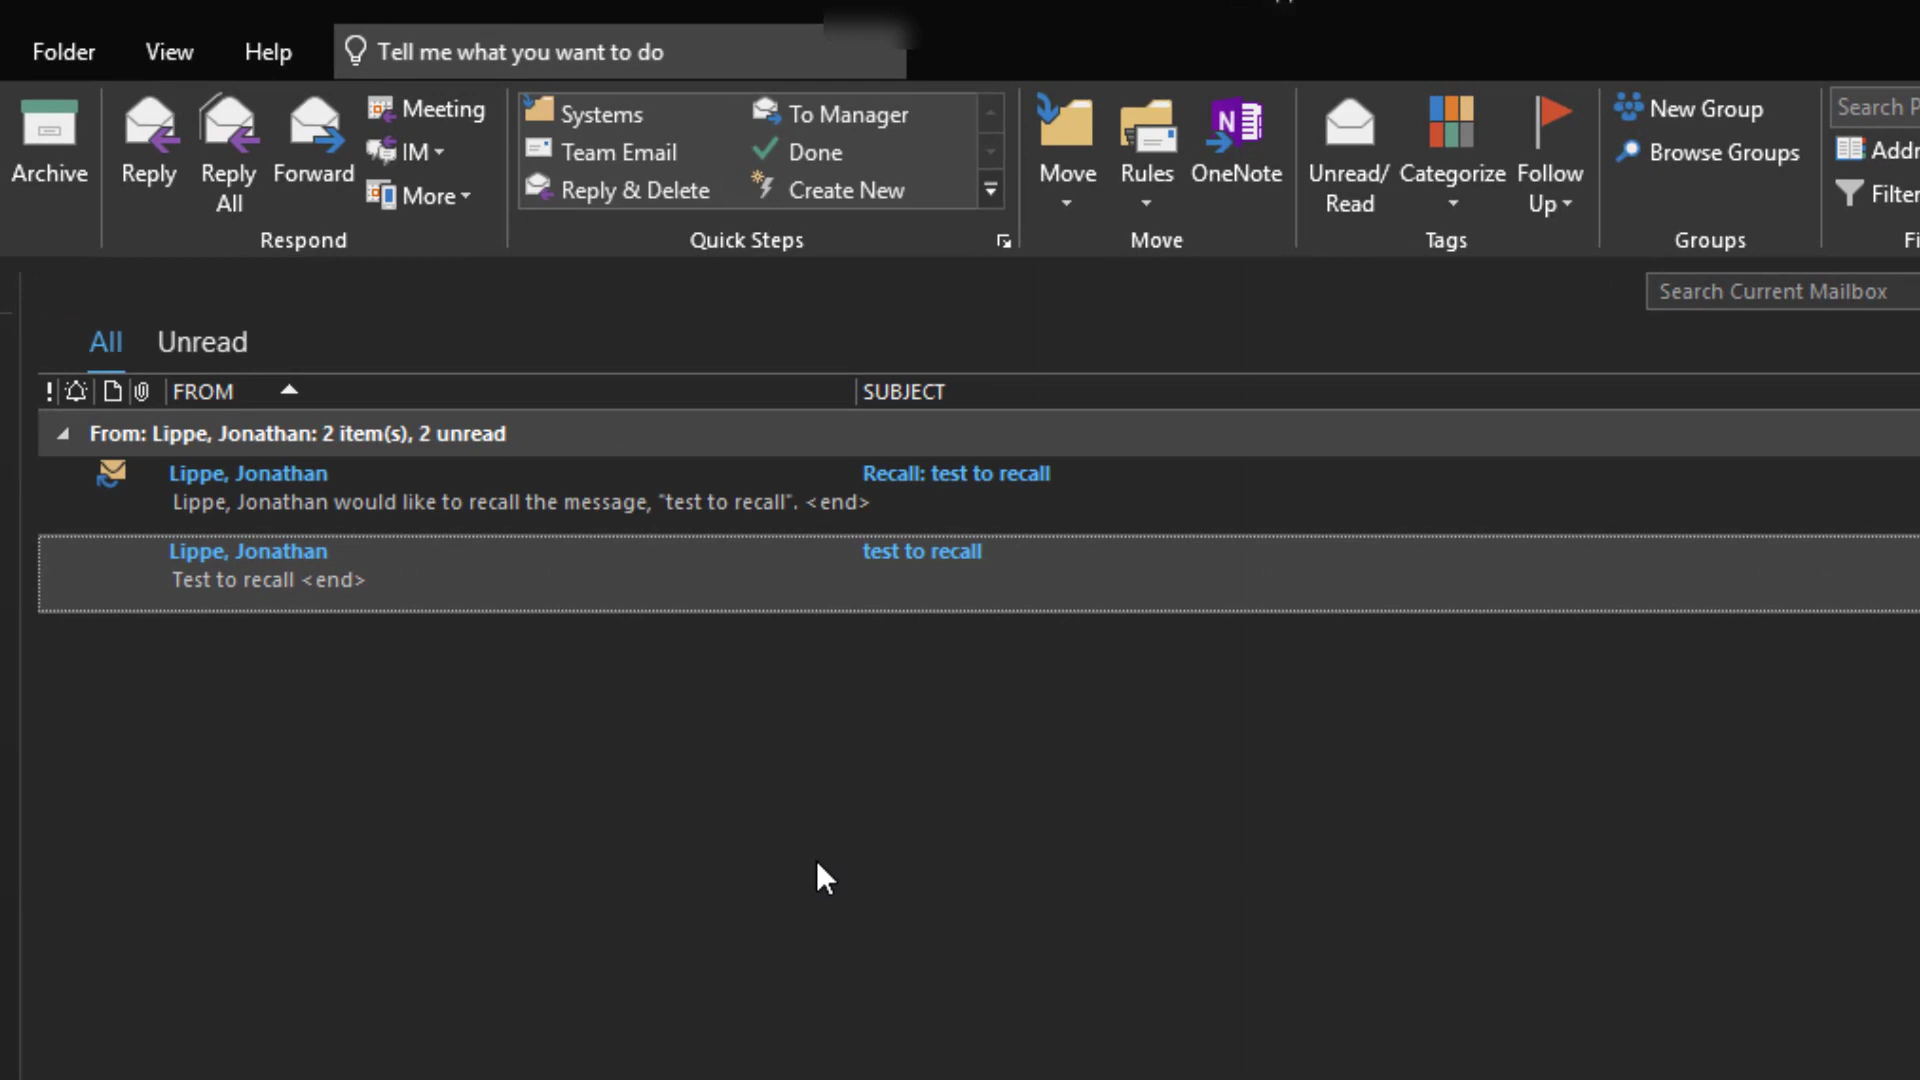 Folder View Help Tell me what you want to do
Archive
Reply
Reply All
Forward
Meeting
IM
More
Respond
Systems
Team Email
Reply & Delete
To Manager
Done
Create New
Quick Steps
Move
Rules
OneNote
Move
Unread/ Read
Categorize
Follow Up
Tags
New Group
Browse Groups
Groups
Search P
Addr
Filter
Fi
Search Current Mailbox
All Unread
! FROM SUBJECT
From: Lippe, Jonathan: 2 item(s), 2 unread
Lippe, Jonathan Recall: test to recall
Lippe, Jonathan would like to recall the message, "test to recall". <end>
Lippe, Jonathan test to recall
Test to recall <end>